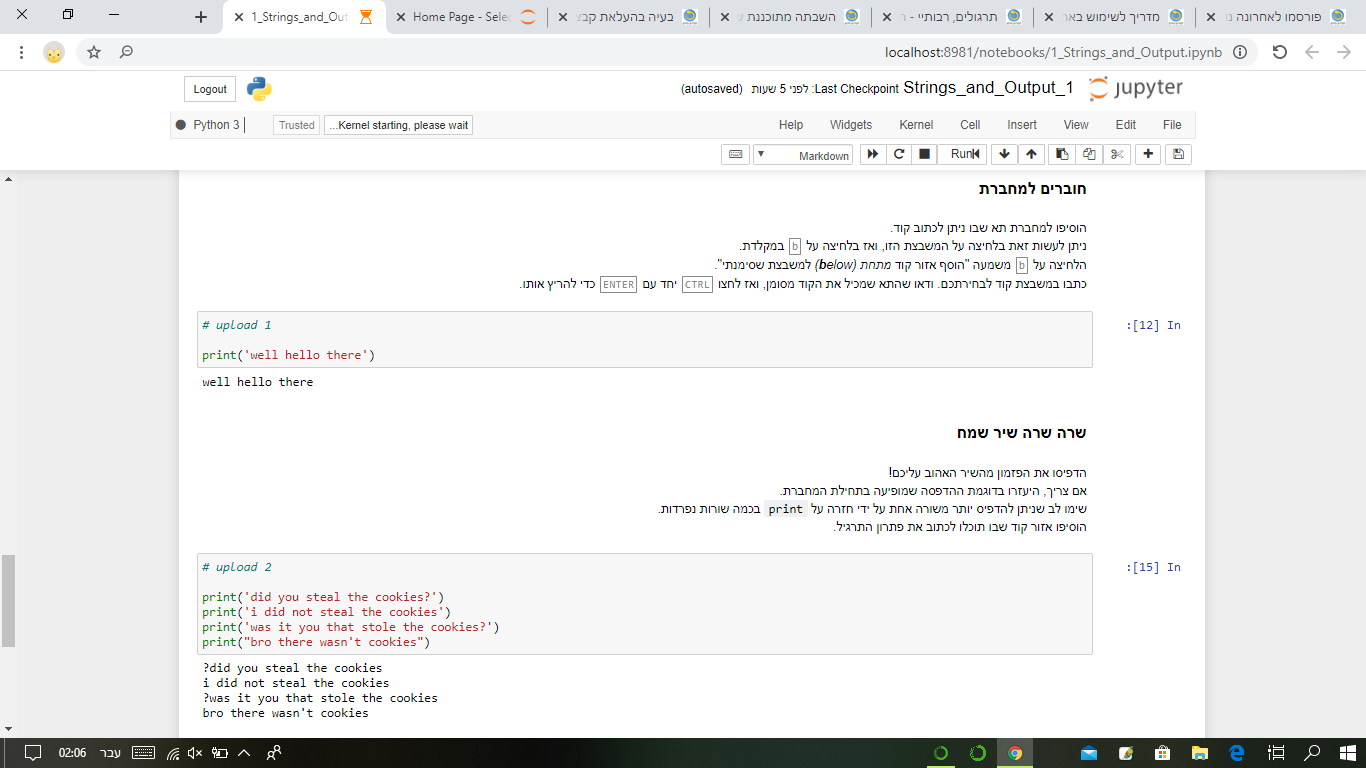 1_Strings_and_Out
Home Page - Selec
בעיה בהעלאת קבצ
השבתה מתוכננת
תרגולים, רבותיי -
מדריך לשימוש באר
פורסמו לאחרונה
localhost:8981/notebooks/1_Strings_and_Output.ipynb
jupyter
Strings_and_Output_1
Last Checkpoint: לפני 5 שעות (autosaved)
Logout
File Edit View Insert Cell Kernel Widgets Help
Kernel starting, please wait...
Trusted
Python 3
Run
Markdown
חוברים למחברת
הוסיפו למחברת תא שבו ניתן לכתוב קוד.
ניתן לעשות זאת בלחיצה על המשבצת הזו, ואז בלחיצה על b במקלדת.
הלחיצה על b משמעה "הוסף אזור קוד מתחת (below) למשבצת שסימנתי".
כתבו במשבצת קוד לבחירתכם. ודאו שהתא שמכיל את הקוד מסומן, ואז לחצו CTRL יחד עם ENTER כדי להריץ אותו.
In [12]:
# upload 1
print('well hello there')
well hello there
שרה שרה שיר שמח
הדפיסו את הפזמון מהשיר האהוב עליכם!
אם צריך, היעזרו בדוגמת ההדפסה שמופיעה בתחילת המחברת.
שימו לב שניתן להדפיס יותר משורה אחת על ידי חזרה על print בכמה שורות נפרדות.
הוסיפו אזור קוד שבו תוכלו לכתוב את פתרון התרגיל.
In [15]:
# upload 2
print('did you steal the cookies?')
print('i did not steal the cookies')
print('was it you that stole the cookies?')
print("bro there wasn't cookies")
?did you steal the cookies
i did not steal the cookies
?was it you that stole the cookies
bro there wasn't cookies
02:06
עבר